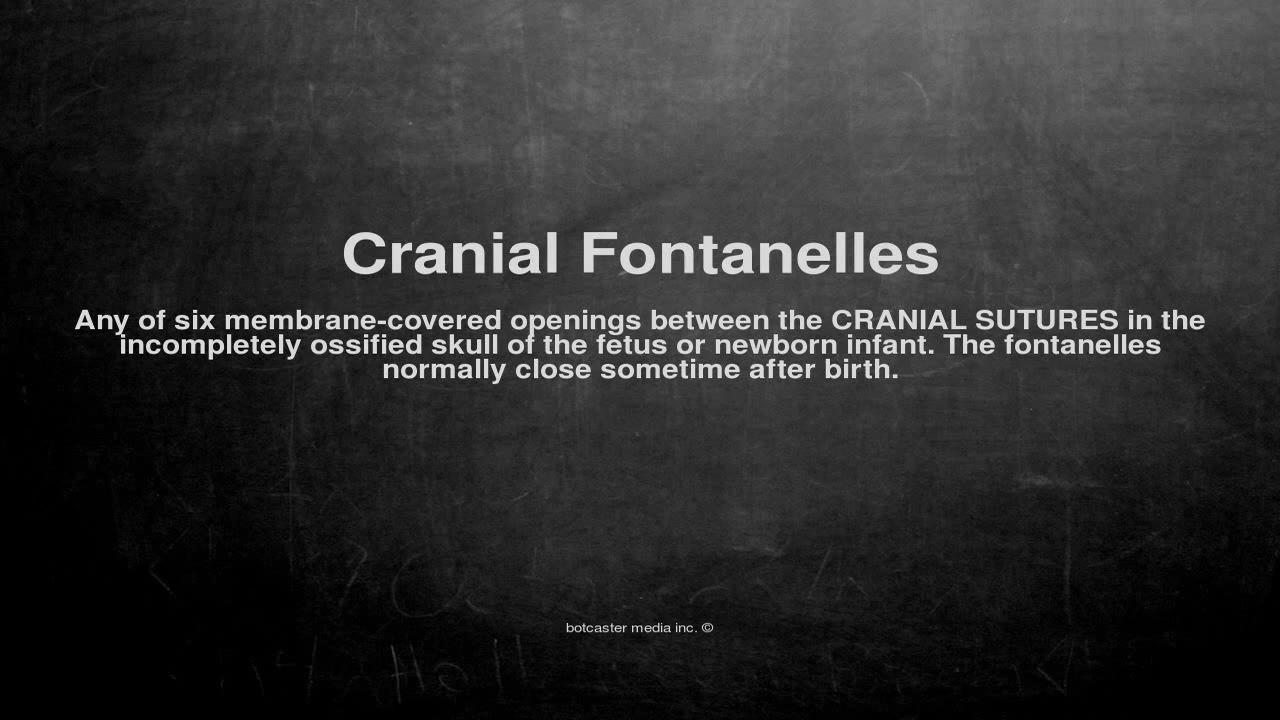 Cranial Fontanelles
Any of six membrane-covered openings between the CRANIAL SUTURES in the
incompletely ossified skull of the fetus or newborn infant. The fontanelles
normally close sometime after birth.
botcaster media inc. ©